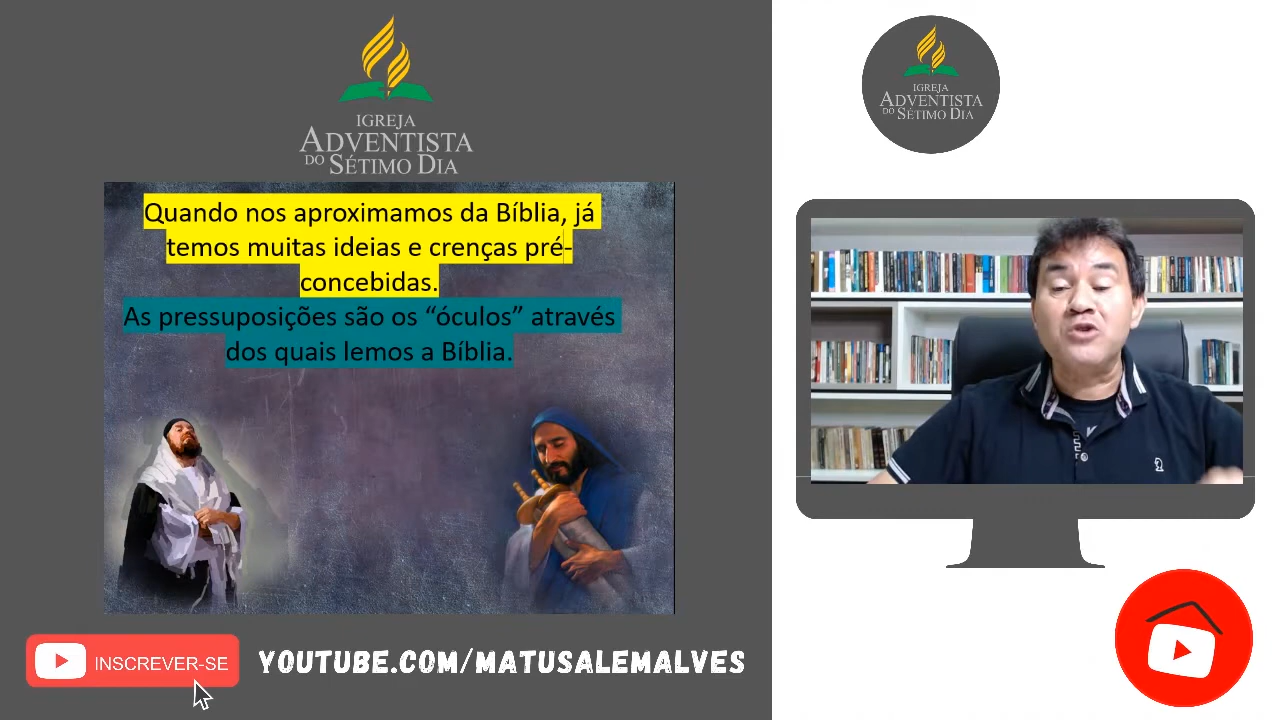 IGREJA
ADVENTISTA
DO SÉTIMO DIA
Quando nos aproximamos da Bíblia, já
temos muitas ideias e crenças pré-
concebidas.
As pressuposições são os “óculos” através
dos quais lemos a Bíblia.
INSCREVER-SE
YOUTUBE.COM/MATUSALEMALVES
IGREJA
ADVENTISTA
DO SÉTIMO DIA